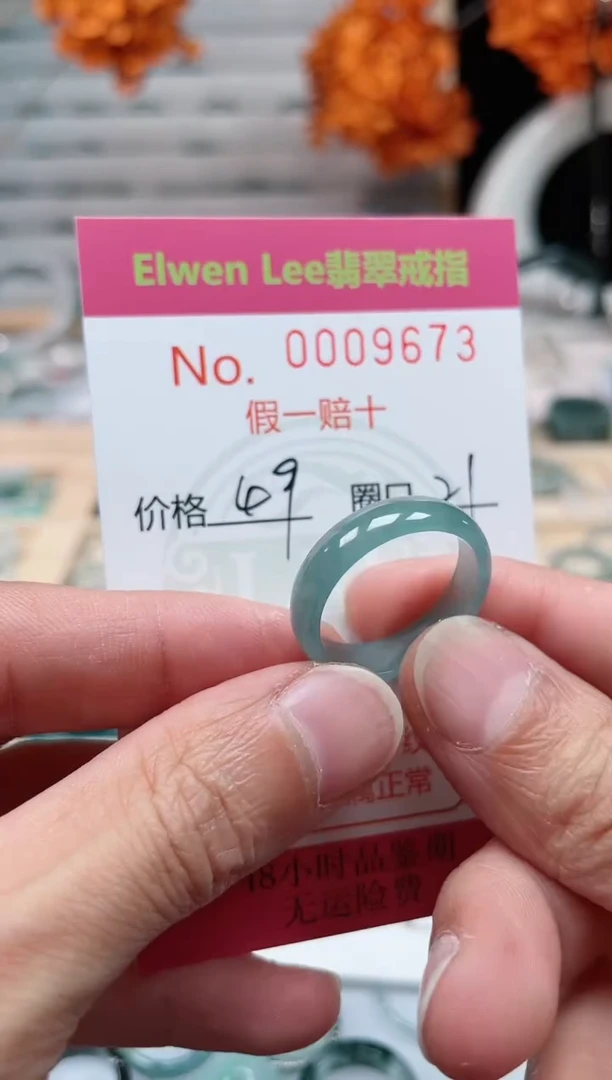 Elwen Lee翡翠戒指
No. 0009673
假一赔十
价格 69 圈口 21
属正常
48小时品鉴期
无运险费